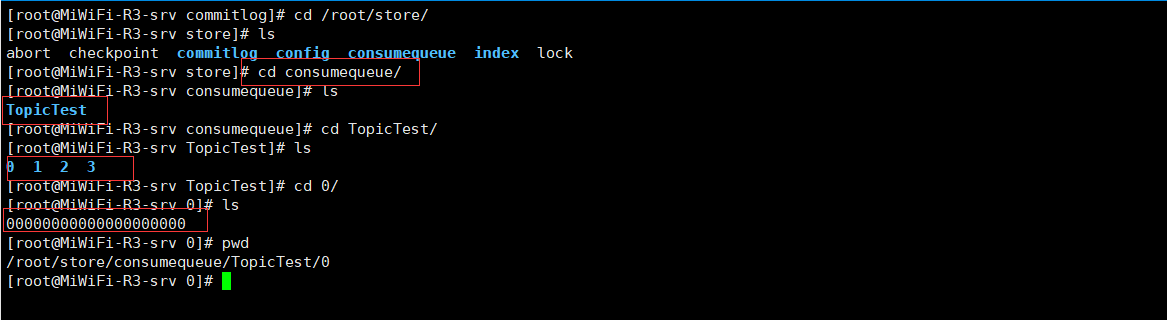 [root@MiWiFi-R3-srv commitlog]# cd /root/store/
[root@MiWiFi-R3-srv store]# ls
abort  checkpoint  commitlog  config  consumequeue  index  lock
[root@MiWiFi-R3-srv store]# cd consumequeue/
[root@MiWiFi-R3-srv consumequeue]# ls
TopicTest
[root@MiWiFi-R3-srv consumequeue]# cd TopicTest/
[root@MiWiFi-R3-srv TopicTest]# ls
0  1  2  3
[root@MiWiFi-R3-srv TopicTest]# cd 0/
[root@MiWiFi-R3-srv 0]# ls
00000000000000000000
[root@MiWiFi-R3-srv 0]# pwd
/root/store/consumequeue/TopicTest/0
[root@MiWiFi-R3-srv 0]#